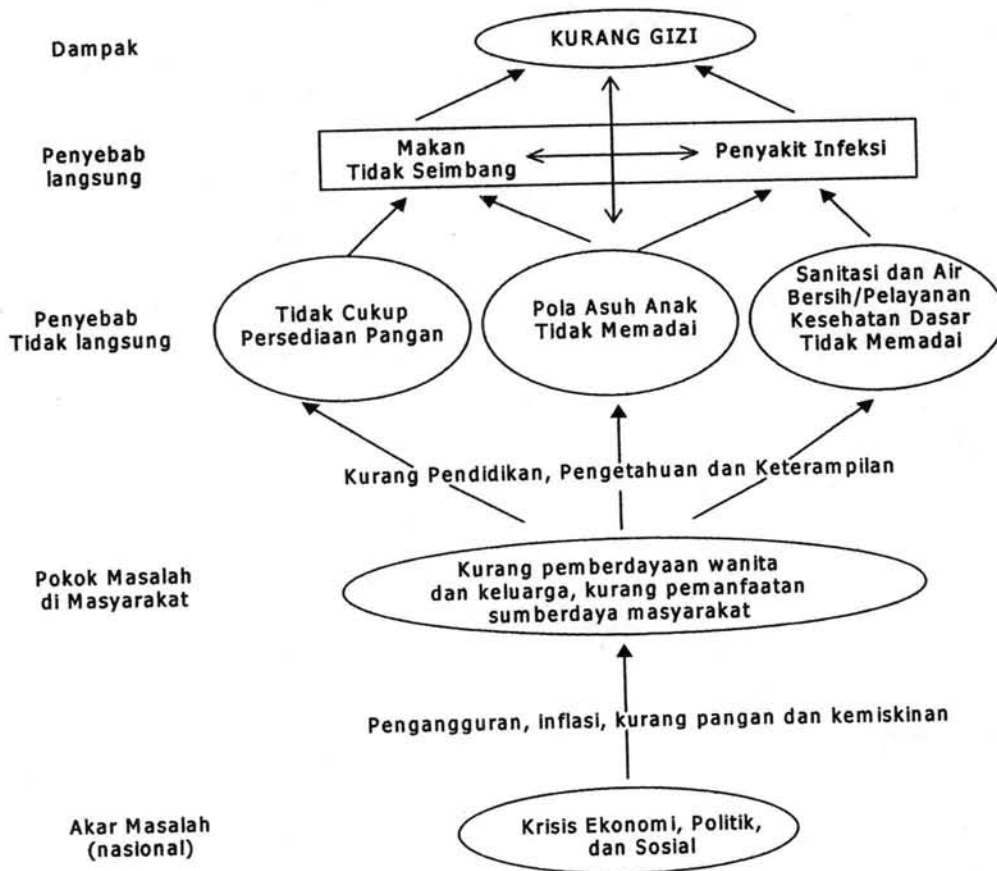 Dampak
KURANG GIZI
Penyebab
langsung
Makan
Tidak Seimbang
Penyakit Infeksi
Penyebab
Tidak langsung
Tidak Cukup
Persediaan Pangan
Pola Asuh Anak
Tidak Memadai
Sanitasi dan Air
Bersih/Pelayanan
Kesehatan Dasar
Tidak Memadai
Kurang Pendidikan, Pengetahuan dan Keterampilan
Pokok Masalah
di Masyarakat
Kurang pemberdayaan wanita
dan keluarga, kurang pemanfaatan
sumberdaya masyarakat
Pengangguran, inflasi, kurang pangan dan kemiskinan
Akar Masalah
(nasional)
Krisis Ekonomi, Politik,
dan Sosial